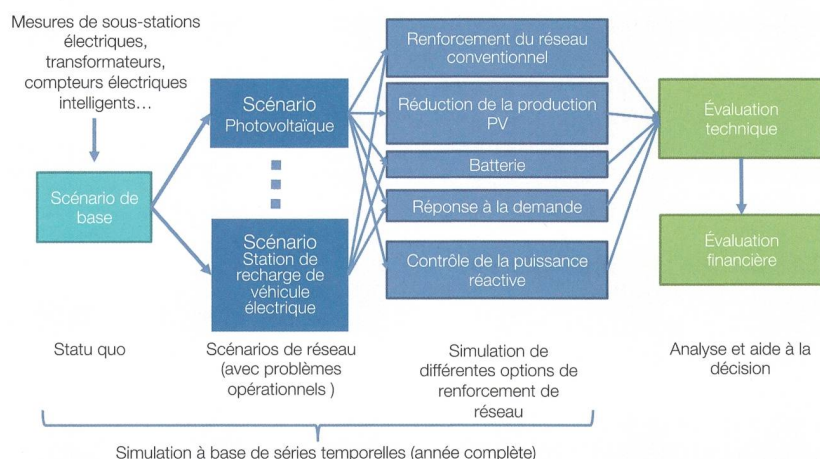 Mesures de sous-stations
électriques,
transformateurs,
compteurs électriques
intelligents...
Scénario de
base
Statu quo
Scénario
Photovoltaïque
Scénario
Station de
recharge de
véhicule
électrique
Scénarios de réseau
(avec problèmes
opérationnels )
Renforcement du réseau
conventionnel
Réduction de la production
PV
Batterie
Réponse à la demande
Contrôle de la puissance
réactive
Simulation de
différentes options de
renforcement de
réseau
Évaluation
technique
Évaluation
financière
Analyse et aide à la
décision
Simulation à base de séries temporelles (année complète)